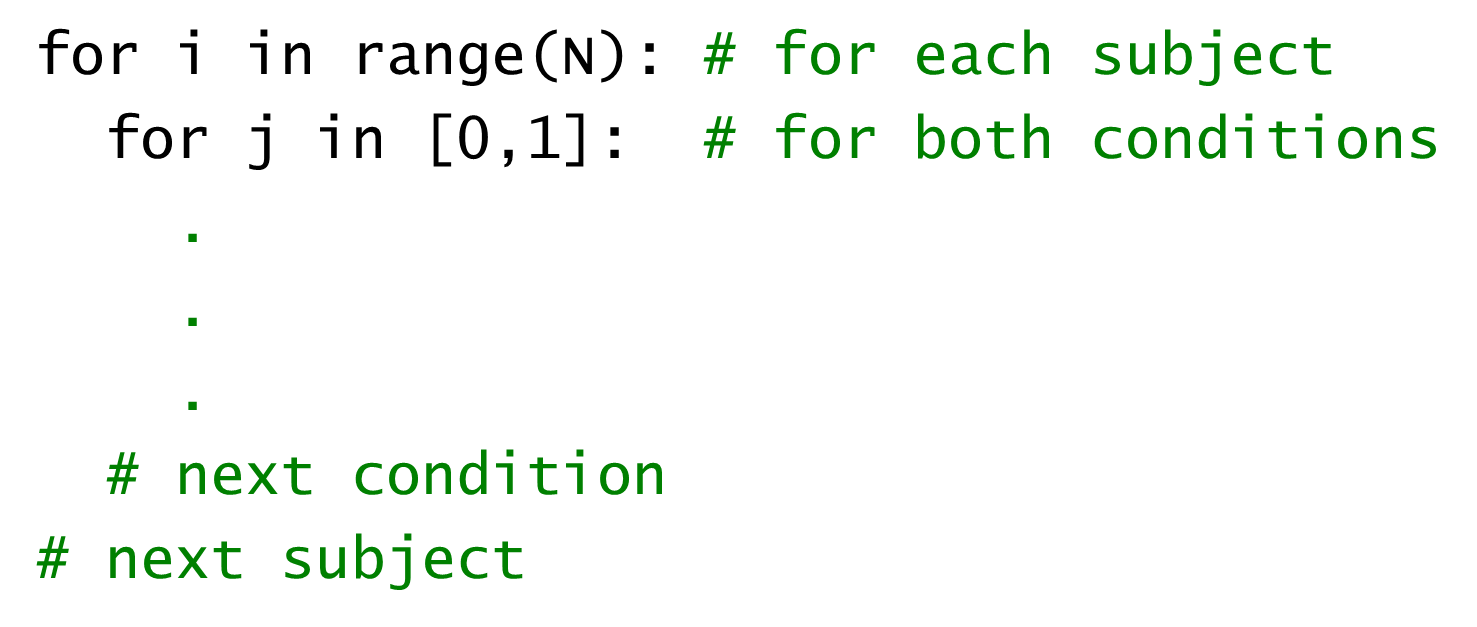 for i in range(N): # for each subject
  for j in [0,1]:  # for both conditions
    .
    .
    .
  # next condition
# next subject